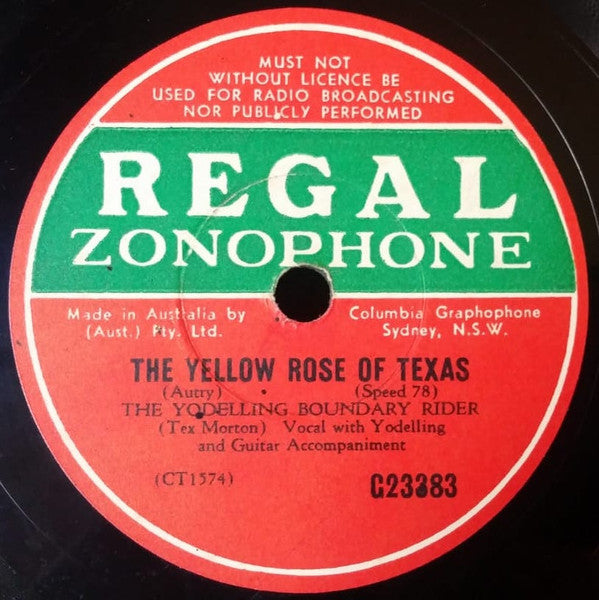 MUST NOT
WITHOUT LICENCE BE
USED FOR RADIO BROADCASTING
NOR PUBLICLY PERFORMED
REGAL
ZONOPHONE
Made in Australia by Columbia Graphophone
(Aust.) Pty. Ltd. Sydney, N.S.W.
THE YELLOW ROSE OF TEXAS
(Autry) (Speed 78)
THE YODELLING BOUNDARY RIDER
(Tex Morton) Vocal with Yodelling
and Guitar Accompaniment
(CT1574) G23383